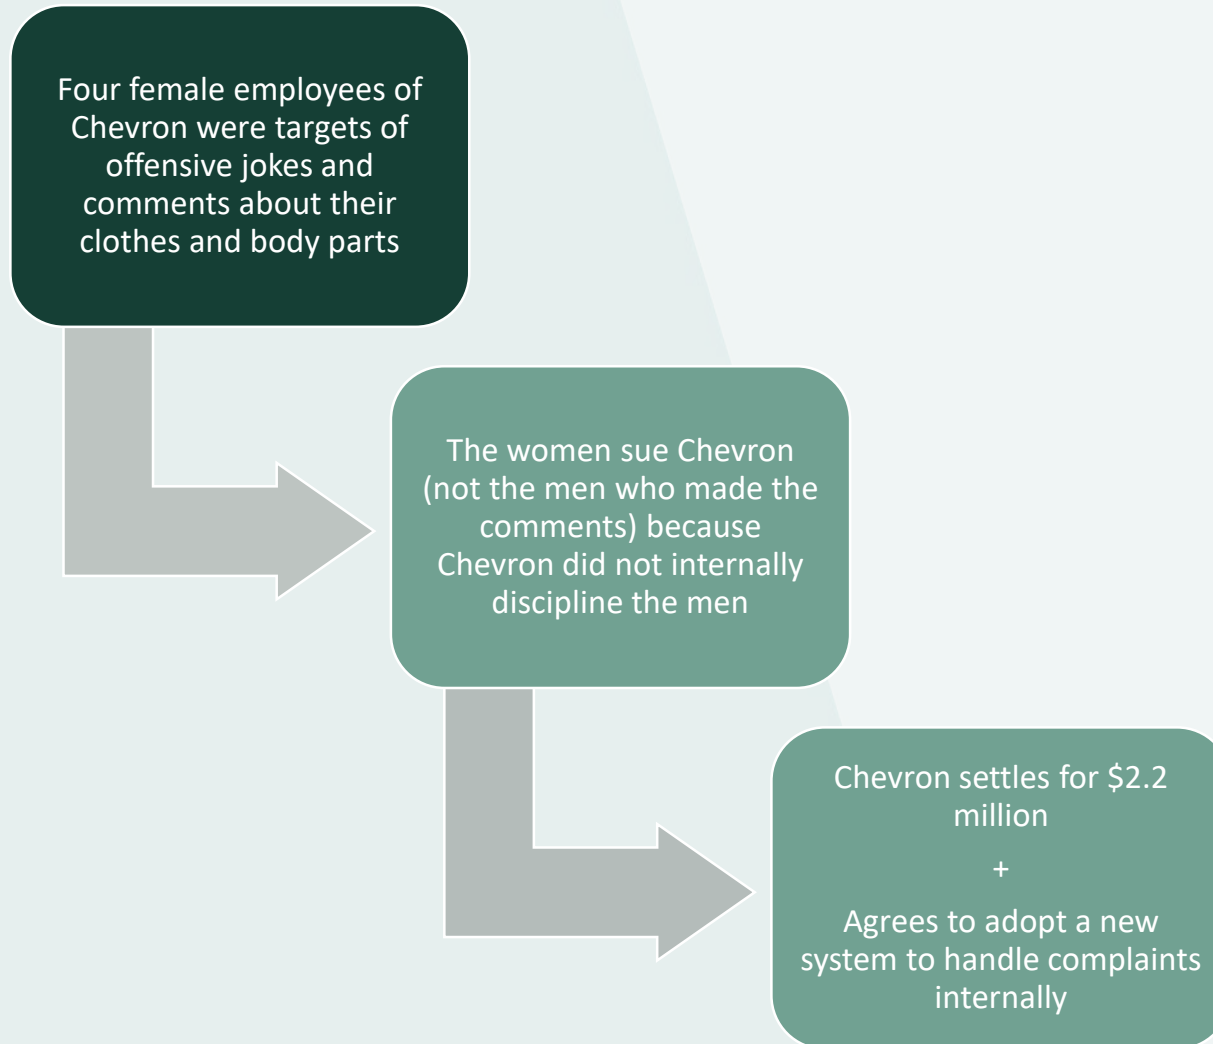 Four female employees of
Chevron were targets of
offensive jokes and
comments about their
clothes and body parts
The women sue Chevron
(not the men who made the
comments) because
Chevron did not internally
discipline the men
Chevron settles for $2.2
million
+
Agrees to adopt a new
system to handle complaints
internally